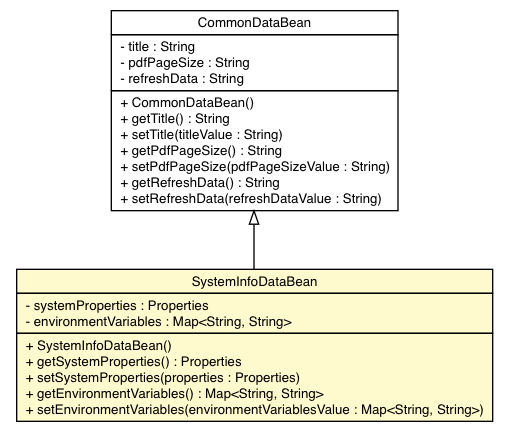 CommonDataBean
- title : String
- pdfPageSize : String
- refreshData : String
+ CommonDataBean()
+ getTitle() : String
+ setTitle(titleValue : String)
+ getPdfPageSize() : String
+ setPdfPageSize(pdfPageSizeValue : String)
+ getRefreshData() : String
+ setRefreshData(refreshDataValue : String)
SystemInfoDataBean
- systemProperties : Properties
- environmentVariables : Map<String, String>
+ SystemInfoDataBean()
+ getSystemProperties() : Properties
+ setSystemProperties(properties : Properties)
+ getEnvironmentVariables() : Map<String, String>
+ setEnvironmentVariables(environmentVariablesValue : Map<String, String>)